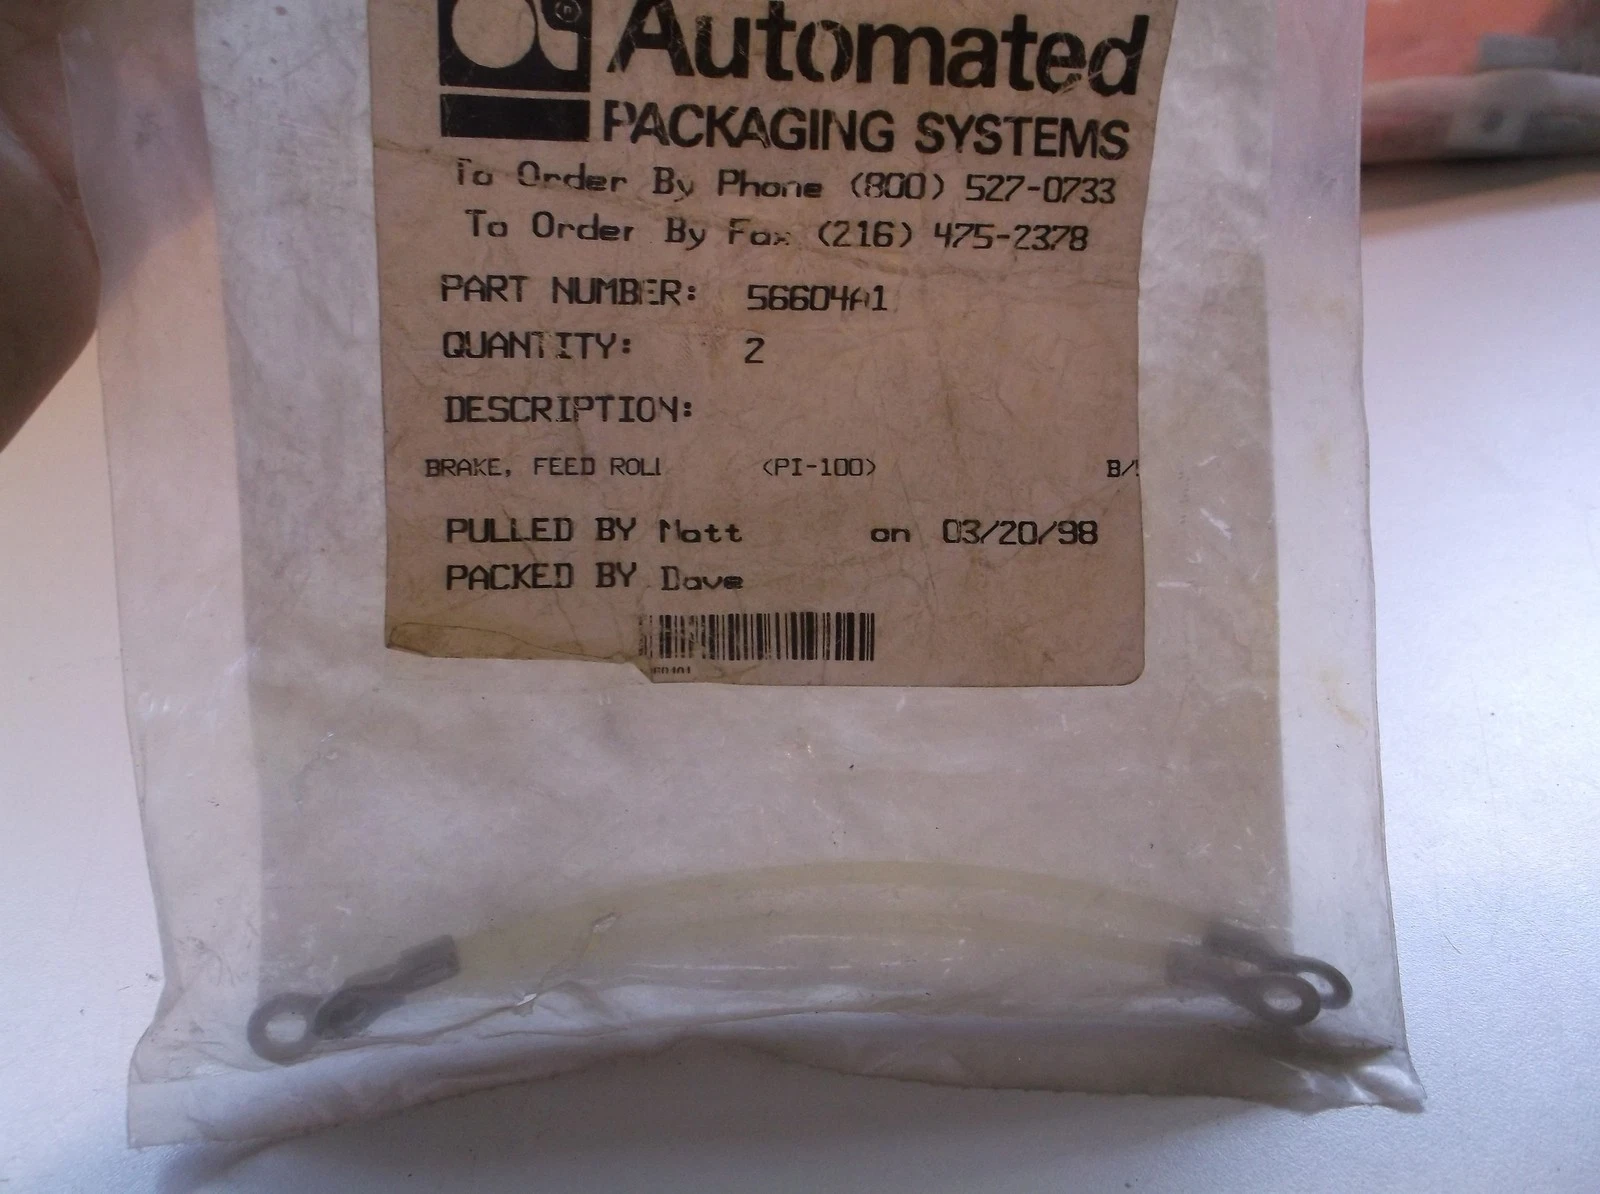 Automated
PACKAGING SYSTEMS
To Order By Phone (800) 527-0733
To Order By Fax (216) 475-2378
PART NUMBER: 56604A1
QUANTITY: 2
DESCRIPTION:
BRAKE, FEED ROLL (PI-100) B/
PULLED BY Matt on 03/20/98
PACKED BY Dave